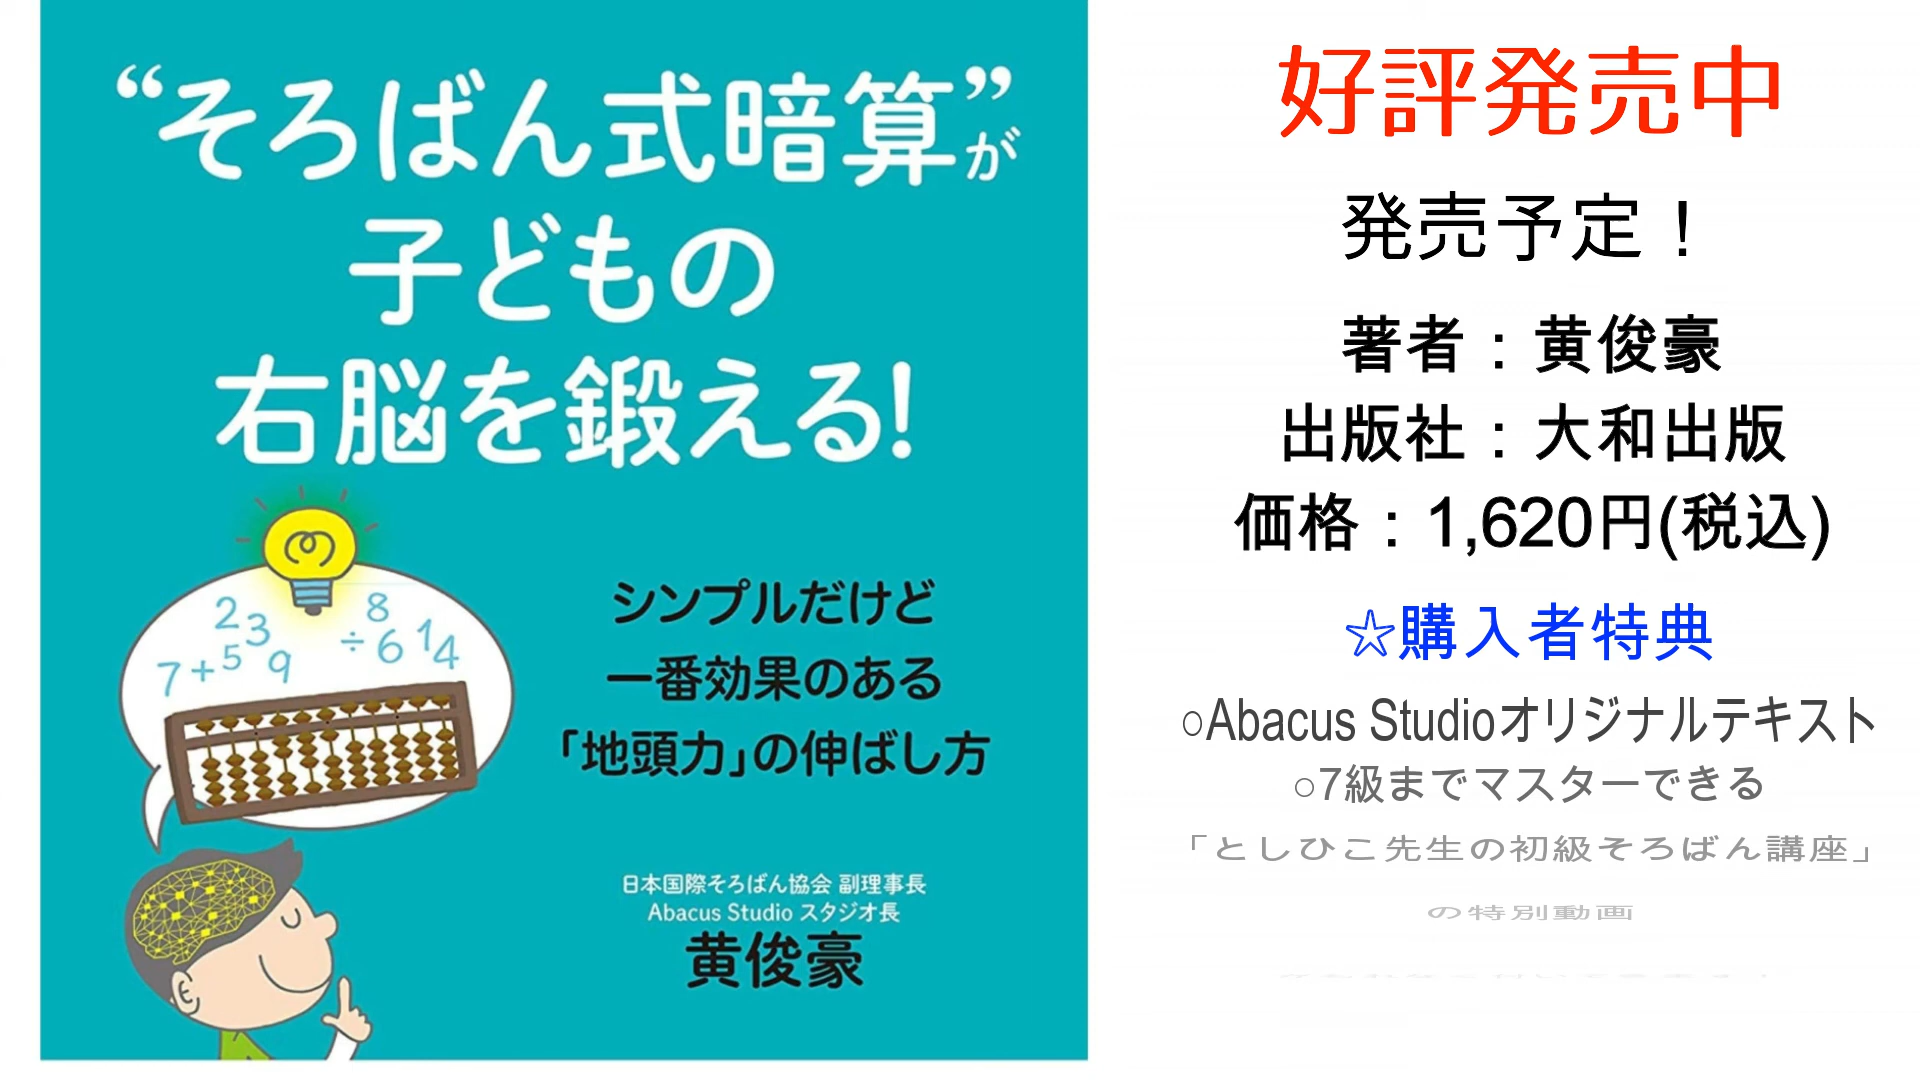 “そろばん式暗算”が
子どもの
右脳を鍛える!
2 3 8
7+5 9 ÷6 14
シンプルだけど
一番効果のある
「地頭力」の伸ばし方
日本国際そろばん協会 副理事長
Abacus Studio スタジオ長
黄俊豪
好評発売中
発売予定！
著者：黄俊豪
出版社：大和出版
価格：1,620円(税込)
☆購入者特典
○Abacus Studioオリジナルテキスト
○7級までマスターできる
「としひこ先生の初級そろばん講座」
の特別動画